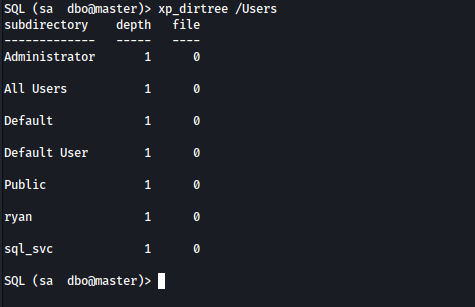 SQL (sa  dbo@master)> xp_dirtree /Users
subdirectory   depth   file
-------------   -----   ----
Administrator       1      0
All Users           1      0
Default             1      0
Default User        1      0
Public              1      0
ryan                1      0
sql_svc             1      0
SQL (sa  dbo@master)>